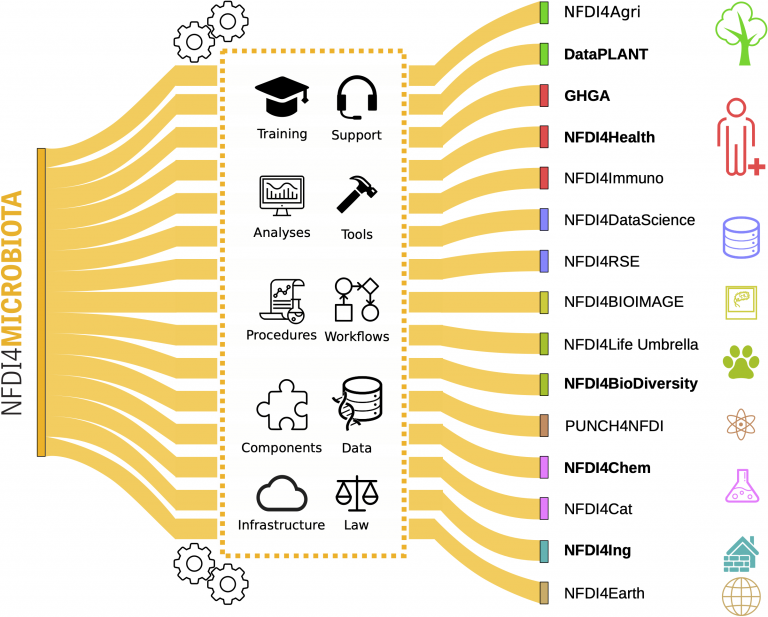 NFDI4MICROBIOTA
Training
Support
Analyses
Tools
Procedures
Workflows
Components
Data
Infrastructure
Law
NFDI4Agri
DataPLANT
GHGA
NFDI4Health
NFDI4Immuno
NFDI4DataScience
NFDI4RSE
NFDI4BIOIMAGE
NFDI4Life Umbrella
NFDI4BioDiversity
PUNCH4NFDI
NFDI4Chem
NFDI4Cat
NFDI4Ing
NFDI4Earth